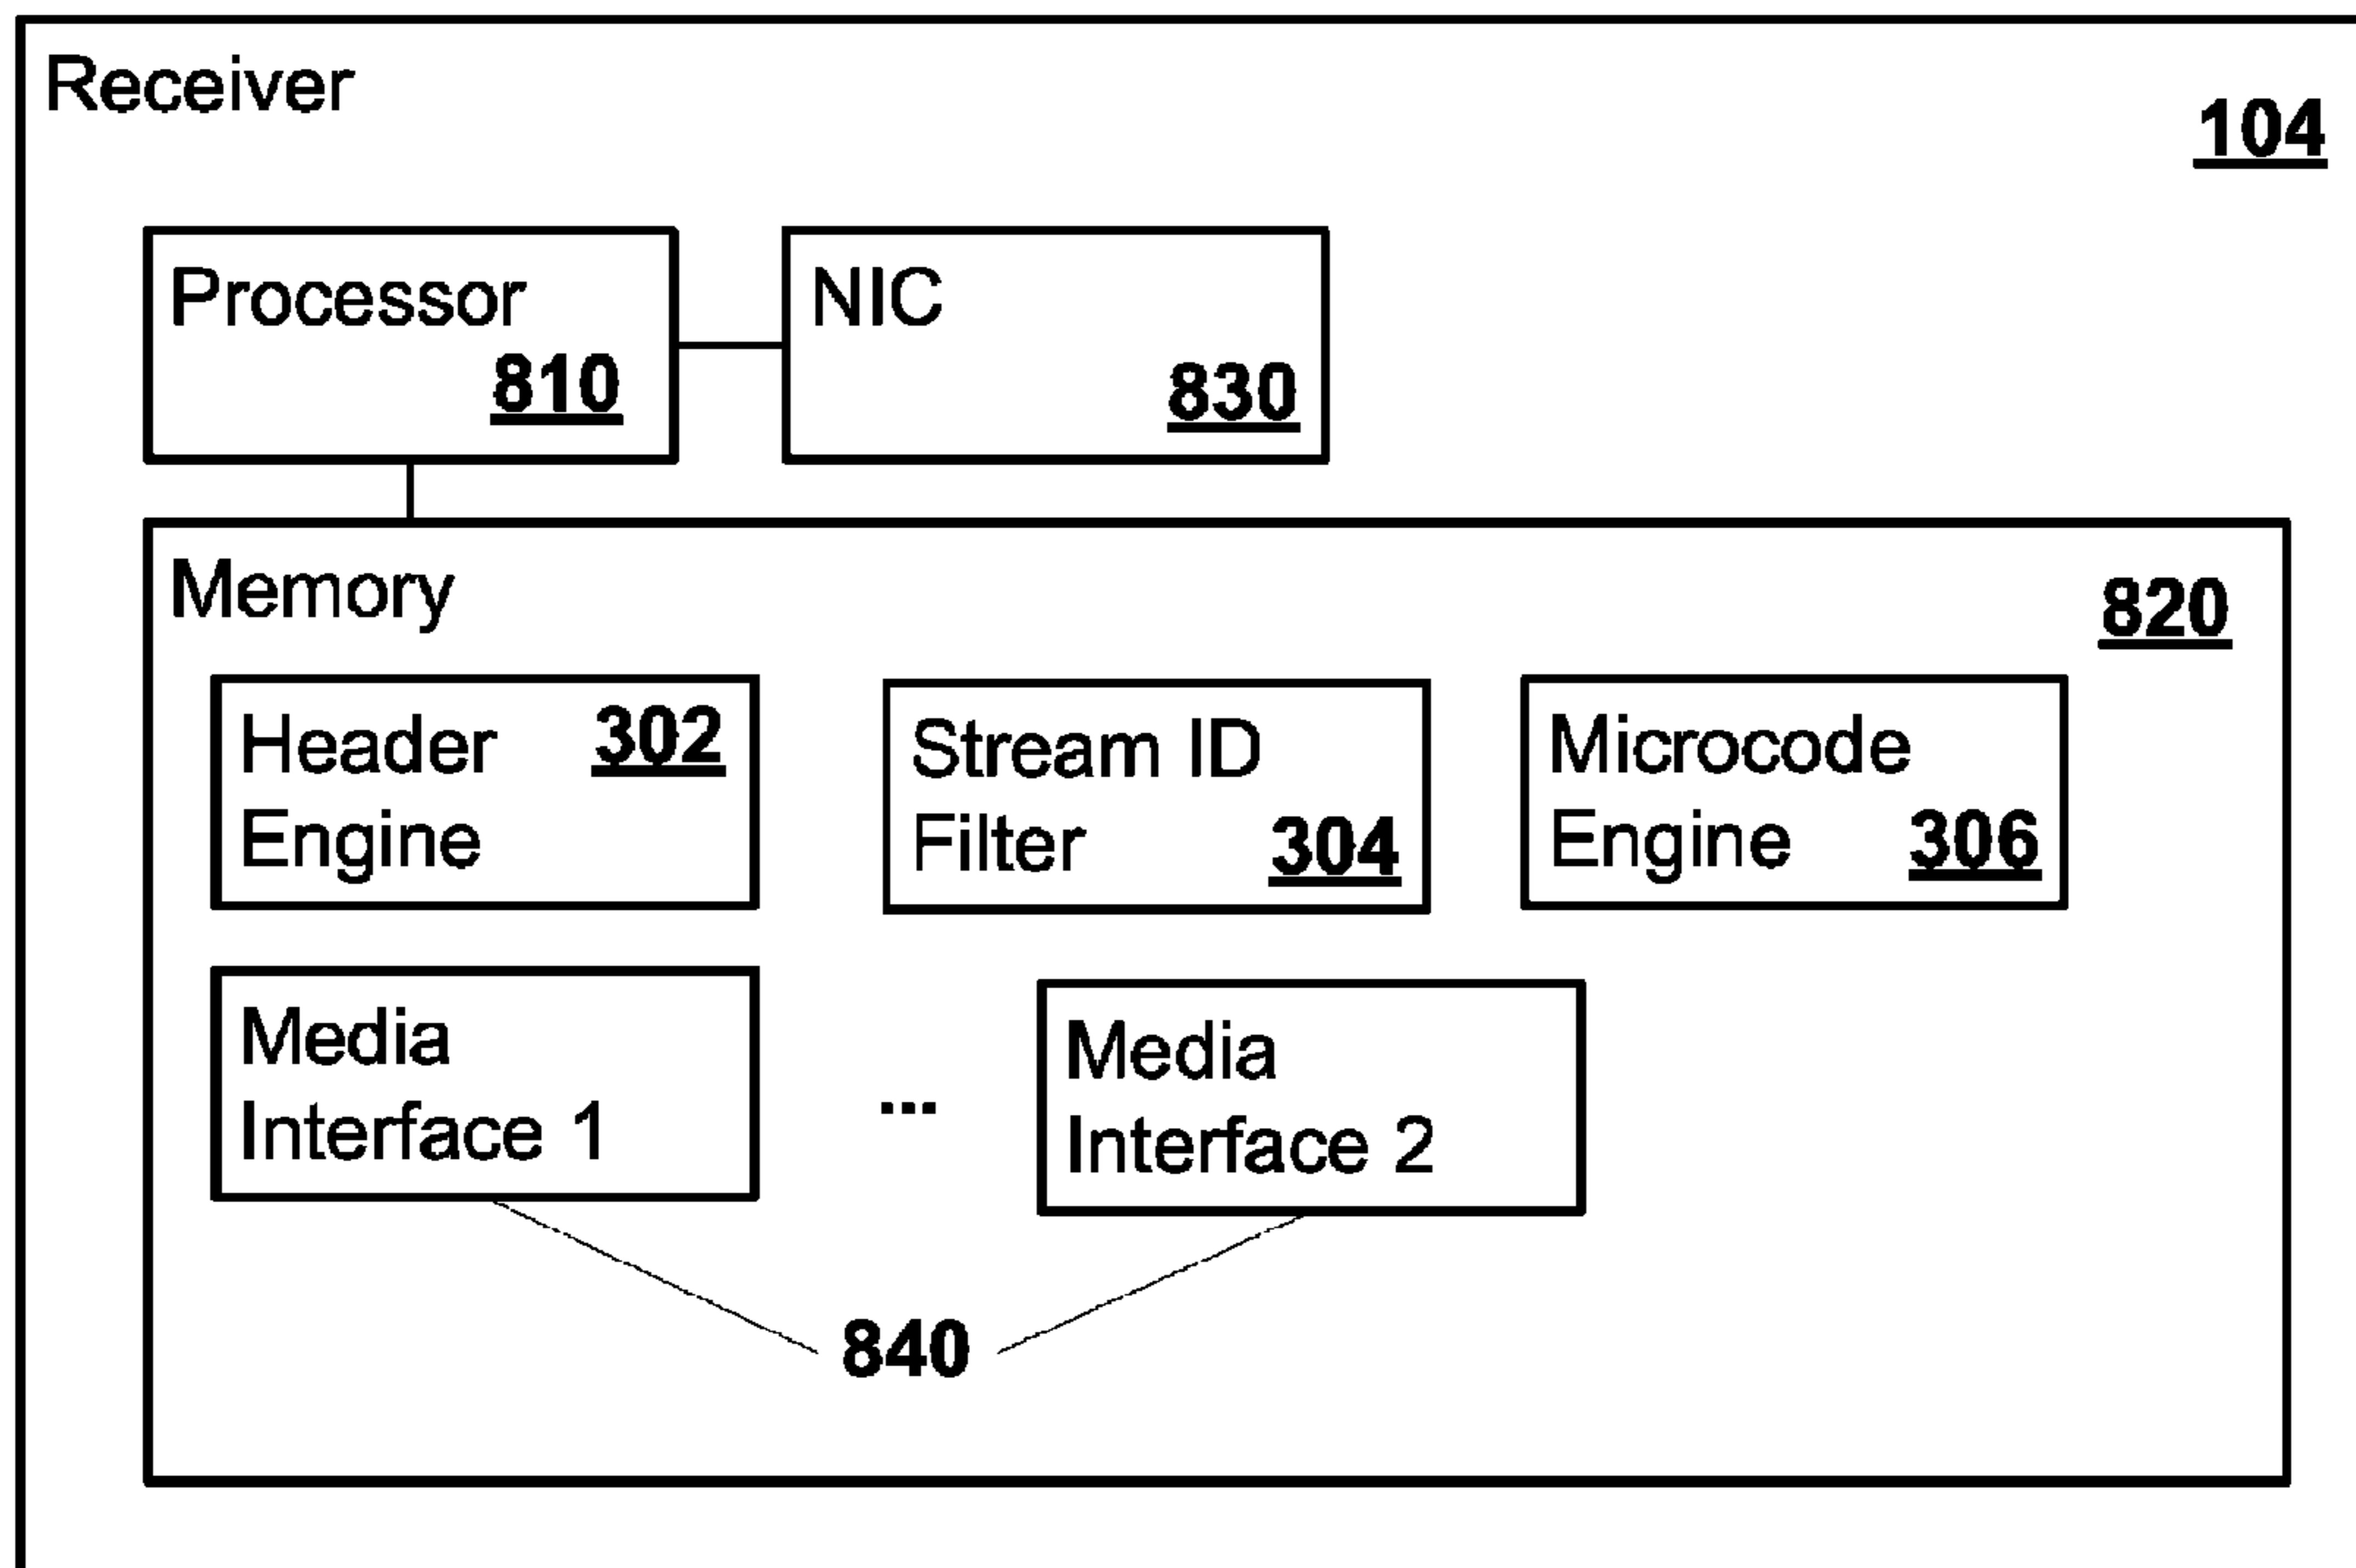 Receiver
104
Processor
810
NIC
830
Memory
820
Header 302
Engine
Stream ID
Filter 304
Microcode
Engine 306
Media
Interface 1
...
Media
Interface 2
840